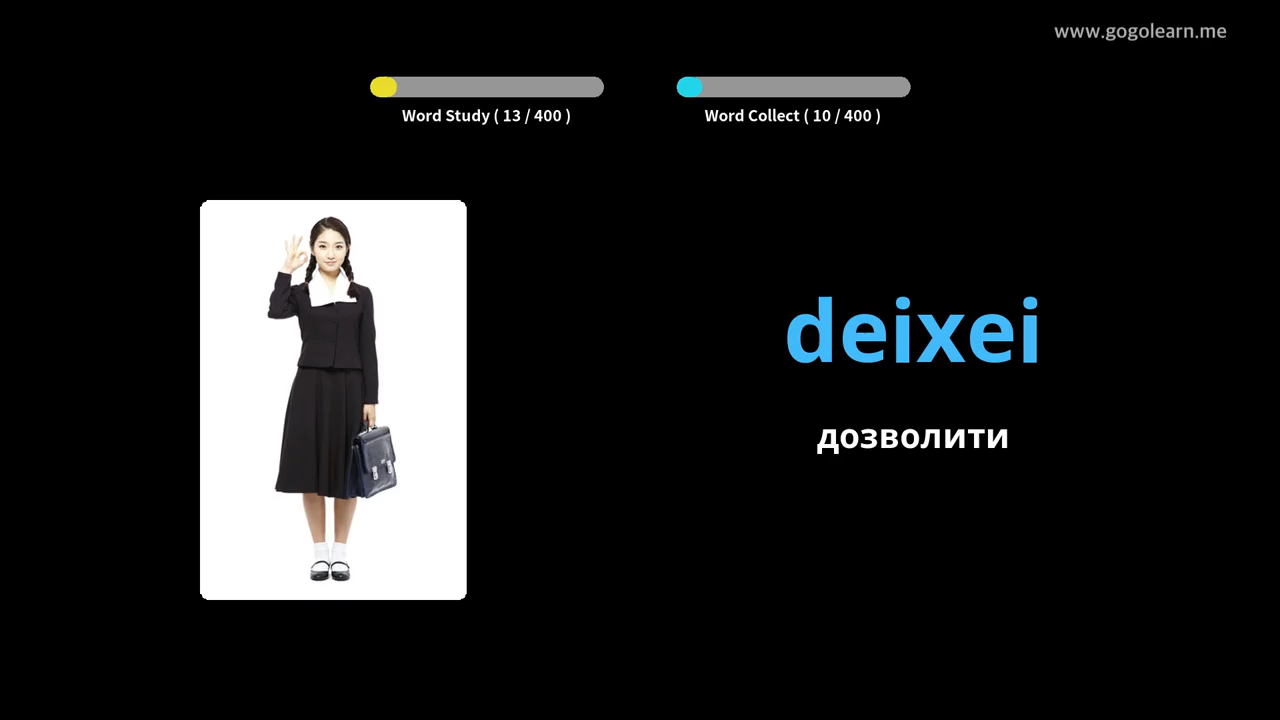 www.gogolearn.me
Word Study ( 13 / 400 )
Word Collect ( 10 / 400 )
deixei
дозволити